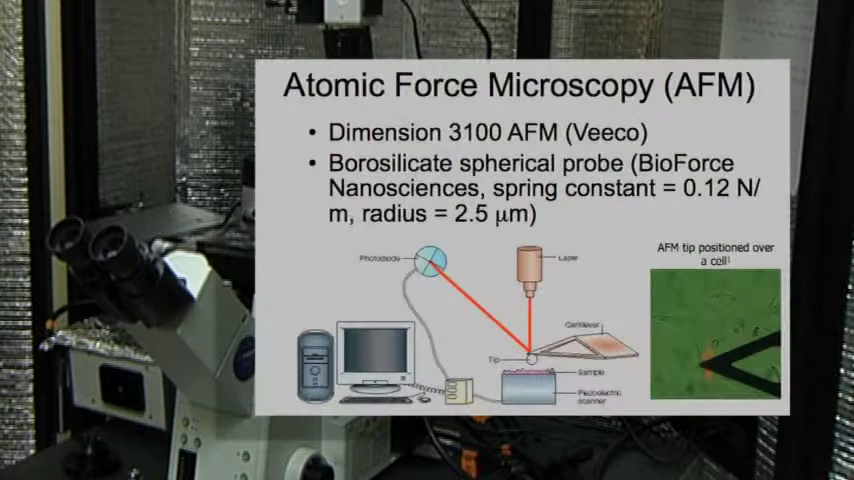 Atomic Force Microscopy (AFM)
• Dimension 3100 AFM (Veeco)
• Borosilicate spherical probe (BioForce
Nanosciences, spring constant = 0.12 N/
m, radius = 2.5 μm)
AFM tip positioned over
a cell:
Photodiode
Laser
Cantilever
Tip
Sample
Piezoelectric
scanner